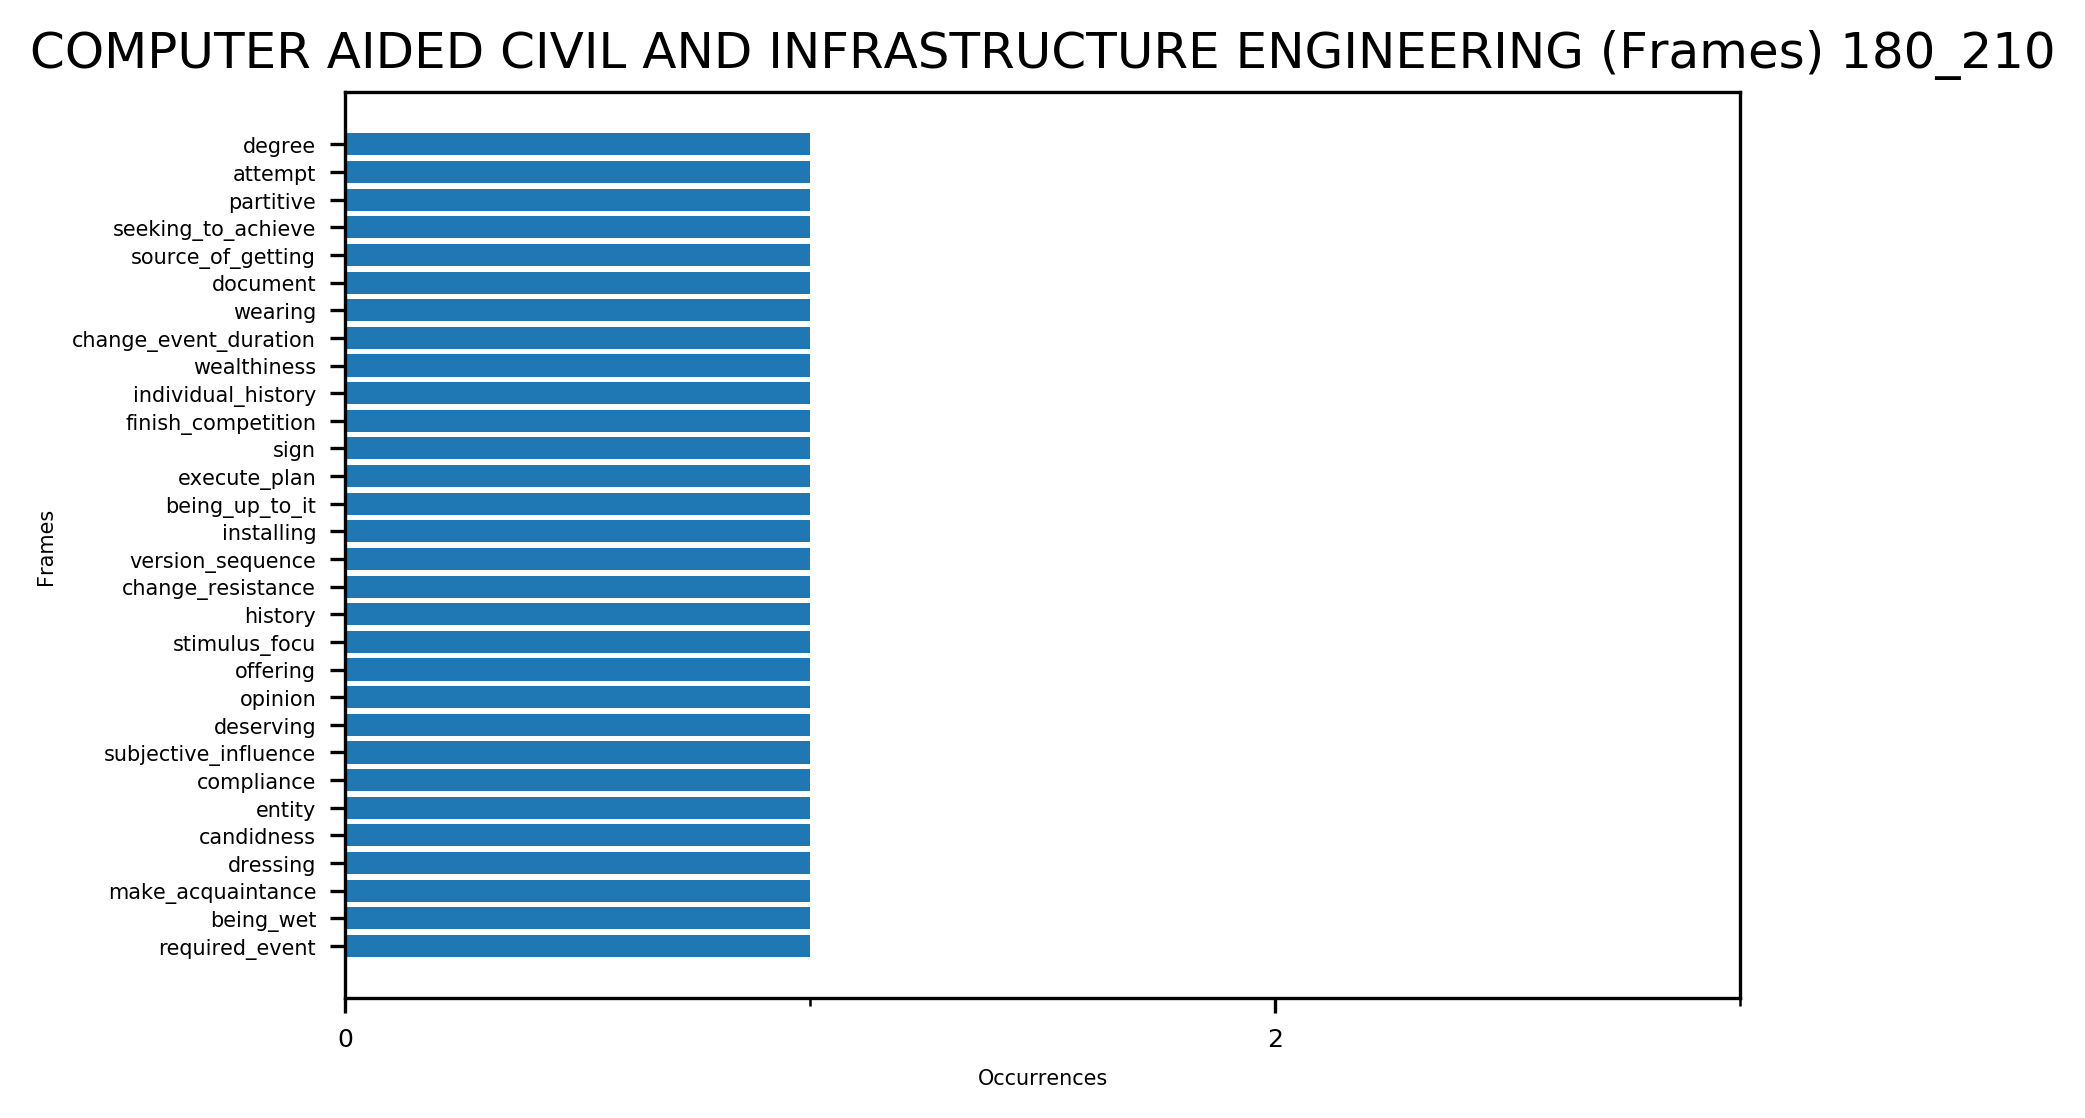 COMPUTER AIDED CIVIL AND INFRASTRUCTURE ENGINEERING (Frames) 180_210
degree
attempt
partitive
seeking_to_achieve
source_of_getting
document
wearing
change_event_duration
wealthiness
individual_history
finish_competition
sign
execute_plan
being_up_to_it
installing
version_sequence
change_resistance
history
stimulus_focu
offering
opinion
deserving
subjective_influence
compliance
entity
candidness
dressing
make_acquaintance
being_wet
required_event
Frames
0 2
Occurrences